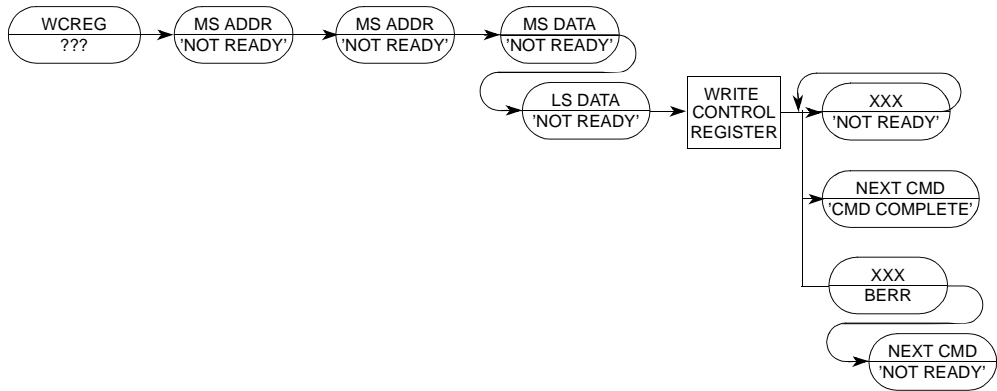 WCREG
???
MS ADDR
'NOT READY'
MS ADDR
'NOT READY'
MS DATA
'NOT READY'
LS DATA
'NOT READY'
WRITE
CONTROL
REGISTER
XXX
'NOT READY'
NEXT CMD
'CMD COMPLETE'
XXX
BERR
NEXT CMD
'NOT READY'